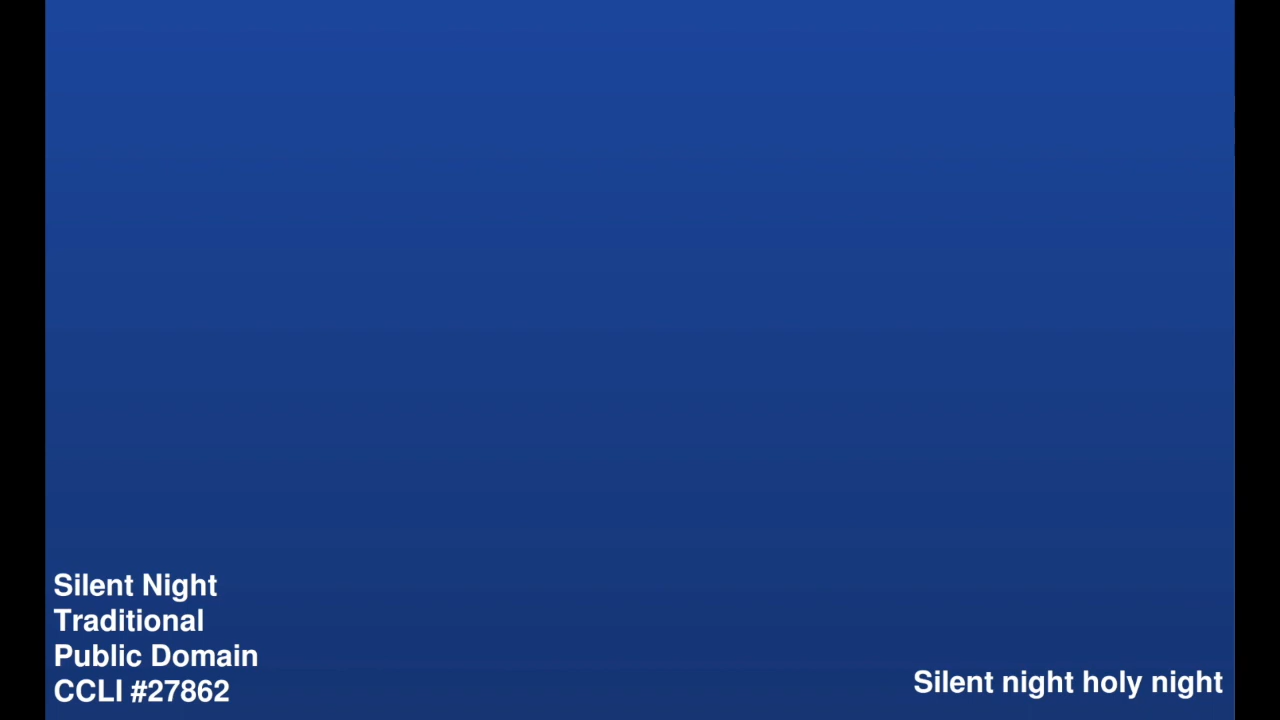 Silent Night
Traditional
Public Domain
CCLI #27862
Silent night holy night